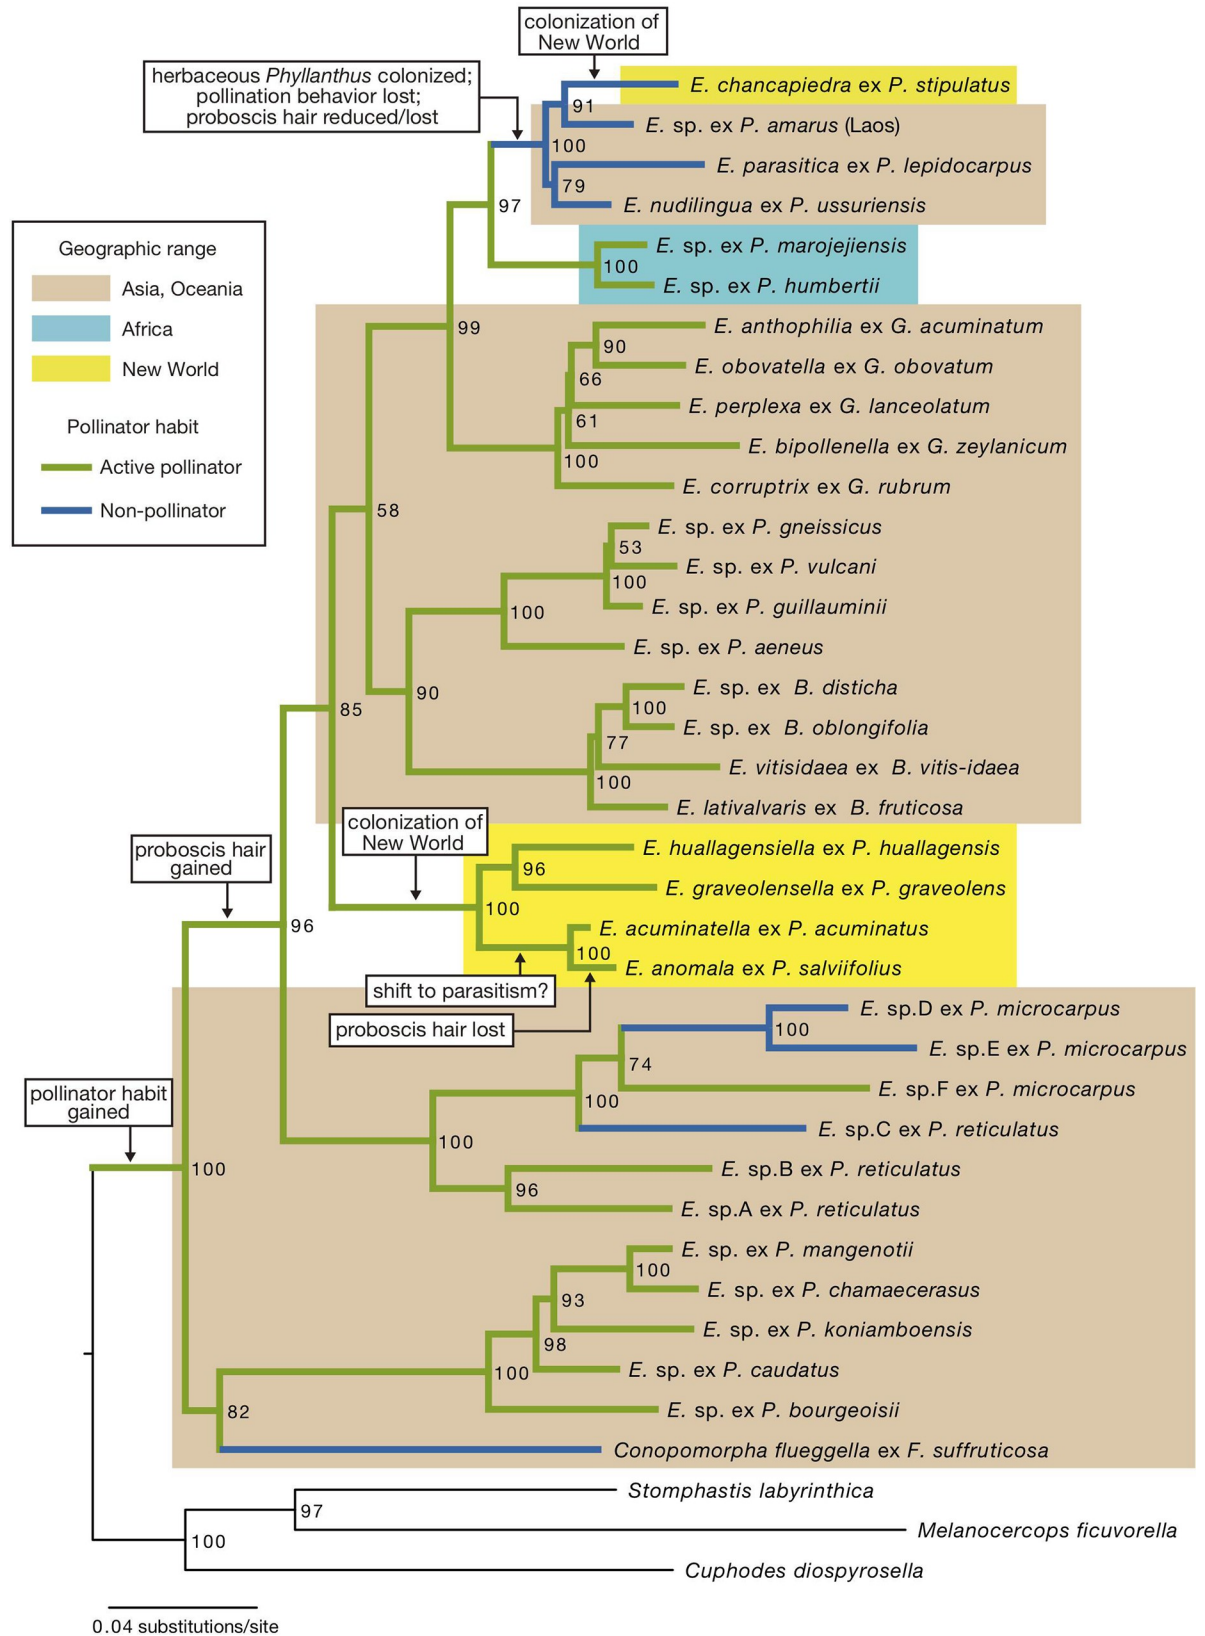 colonization of
New World
herbaceous Phyllanthus colonized;
pollination behavior lost;
proboscis hair reduced/lost
E. chancapiedra ex P. stipulatus
91
E. sp. ex P. amarus (Laos)
100
E. parasitica ex P. lepidocarpus
79
E. nudilingua ex P. ussuriensis
97
E. sp. ex P. marojejiensis
100
E. sp. ex P. humbertii
Geographic range
Asia, Oceania
Africa
New World
Pollinator habit
Active pollinator
Non-pollinator
99
E. anthophilia ex G. acuminatum
90
E. obovatella ex G. obovatum
66
E. perplexa ex G. lanceolatum
61
E. bipollenella ex G. zeylanicum
100
E. corruptrix ex G. rubrum
58
E. sp. ex P. gneissicus
53
E. sp. ex P. vulcani
100
E. sp. ex P. guillauminii
100
E. sp. ex P. aeneus
90
E. sp. ex B. disticha
100
E. sp. ex B. oblongifolia
77
E. vitisidaea ex B. vitis-idaea
100
E. lativalvaris ex B. fruticosa
85
colonization of
New World
E. huallagensiella ex P. huallagensis
96
E. graveolensella ex P. graveolens
100
E. acuminatella ex P. acuminatus
100
E. anomala ex P. salviifolius
shift to parasitism?
proboscis hair lost
proboscis hair
gained
96
E. sp.D ex P. microcarpus
100
E. sp.E ex P. microcarpus
74
E. sp.F ex P. microcarpus
100
E. sp.C ex P. reticulatus
100
E. sp.B ex P. reticulatus
96
E. sp.A ex P. reticulatus
pollinator habit
gained
100
E. sp. ex P. mangenotii
100
E. sp. ex P. chamaecerasus
93
E. sp. ex P. koniamboensis
98
E. sp. ex P. caudatus
100
E. sp. ex P. bourgeoisii
82
Conopomorpha flueggella ex F. suffruticosa
Stomphastis labyrinthica
97
Melanocercops ficuvorella
100
Cuphodes diospyrosella
0.04 substitutions/site